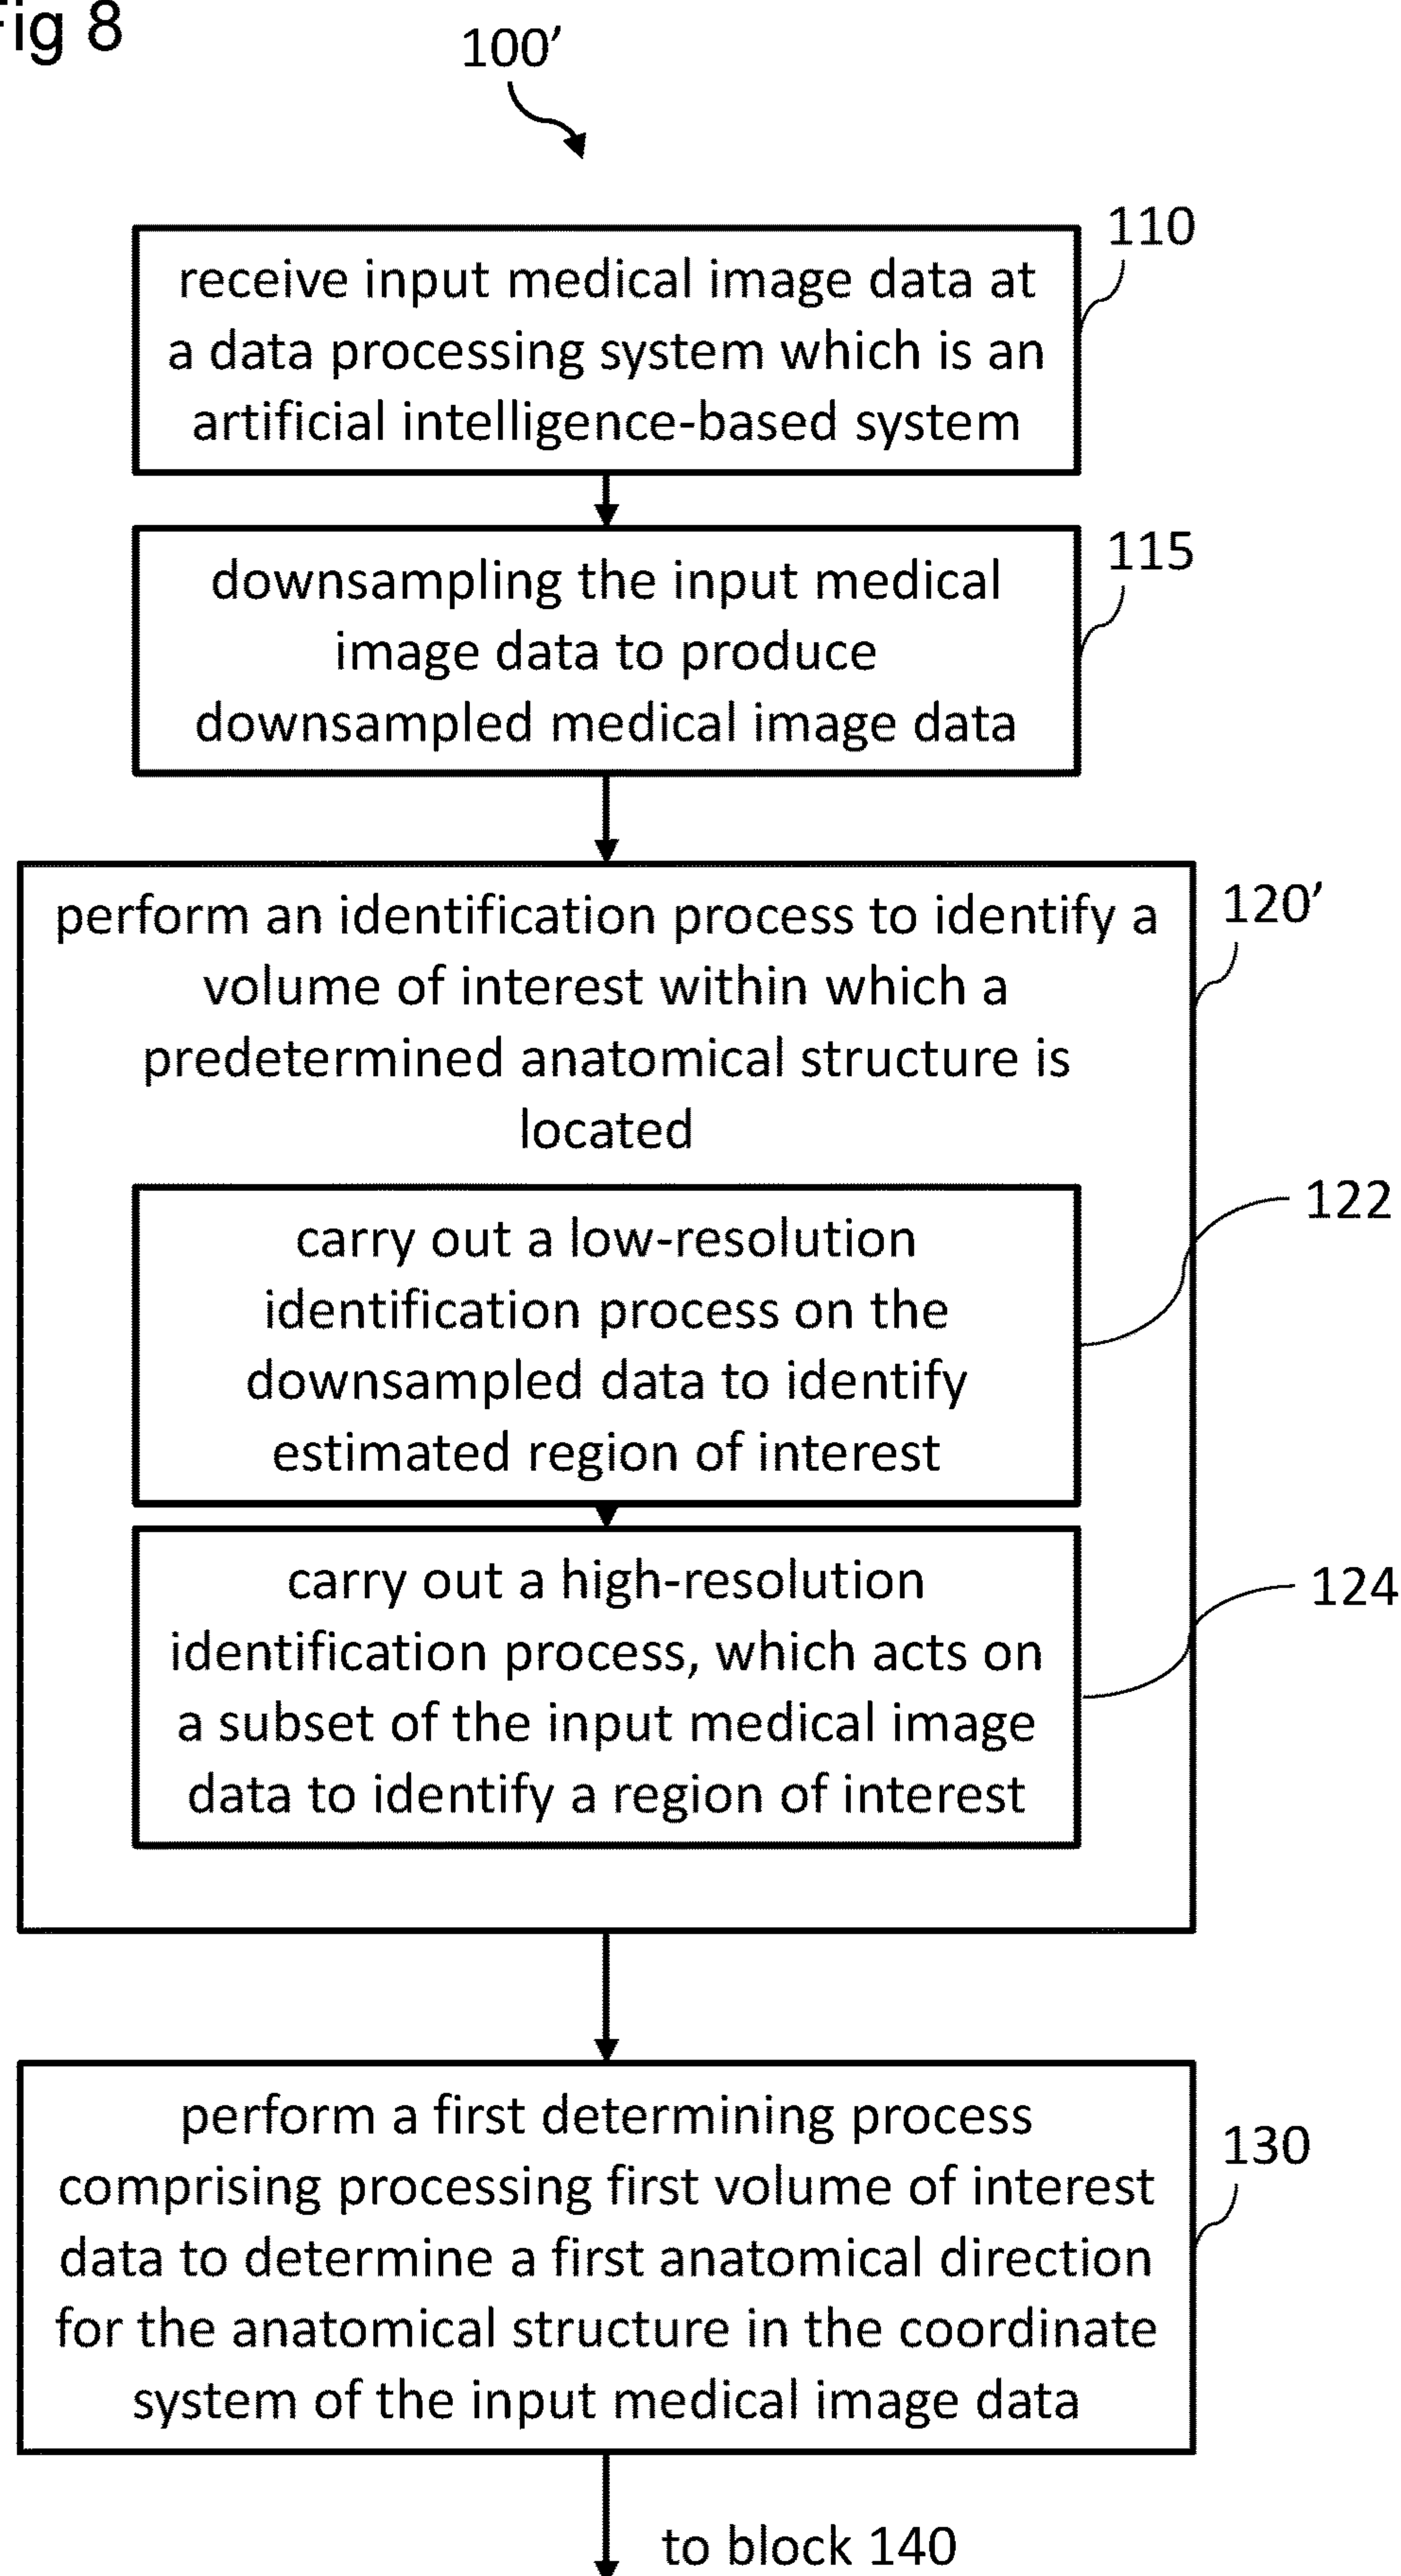 Fig 8
100’
110
receive input medical image data at
a data processing system which is an
artificial intelligence-based system
115
downsampling the input medical
image data to produce
downsampled medical image data
120’
perform an identification process to identify a
volume of interest within which a
predetermined anatomical structure is
located
122
carry out a low-resolution
identification process on the
downsampled data to identify
estimated region of interest
124
carry out a high-resolution
identification process, which acts on
a subset of the input medical image
data to identify a region of interest
130
perform a first determining process
comprising processing first volume of interest
data to determine a first anatomical direction
for the anatomical structure in the coordinate
system of the input medical image data
to block 140